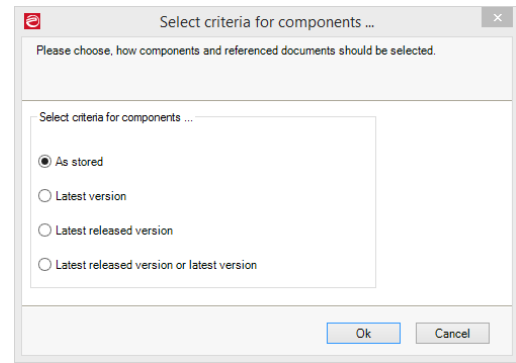 Select criteria for components ...
Please choose, how components and referenced documents should be selected.
Select criteria for components ...
As stored
Latest version
Latest released version
Latest released version or latest version
Ok
Cancel